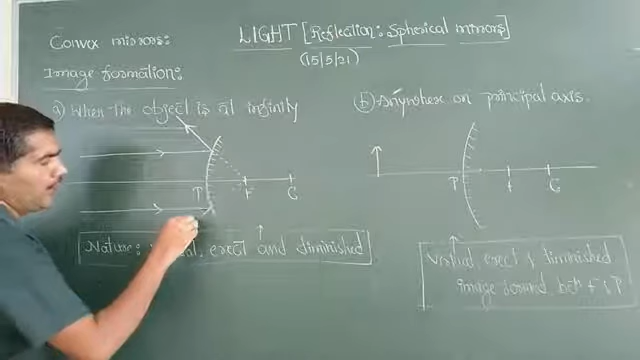 LIGHT [Reflection: Spherical mirrors]
(15/5/21)
Convex mirrors:
Image formation:
a) When the object is at infinity
P F C
Nature: erect and diminished
b) Anywhere on principal axis.
P F C
Virtual, erect & diminished
image formed betn F & P